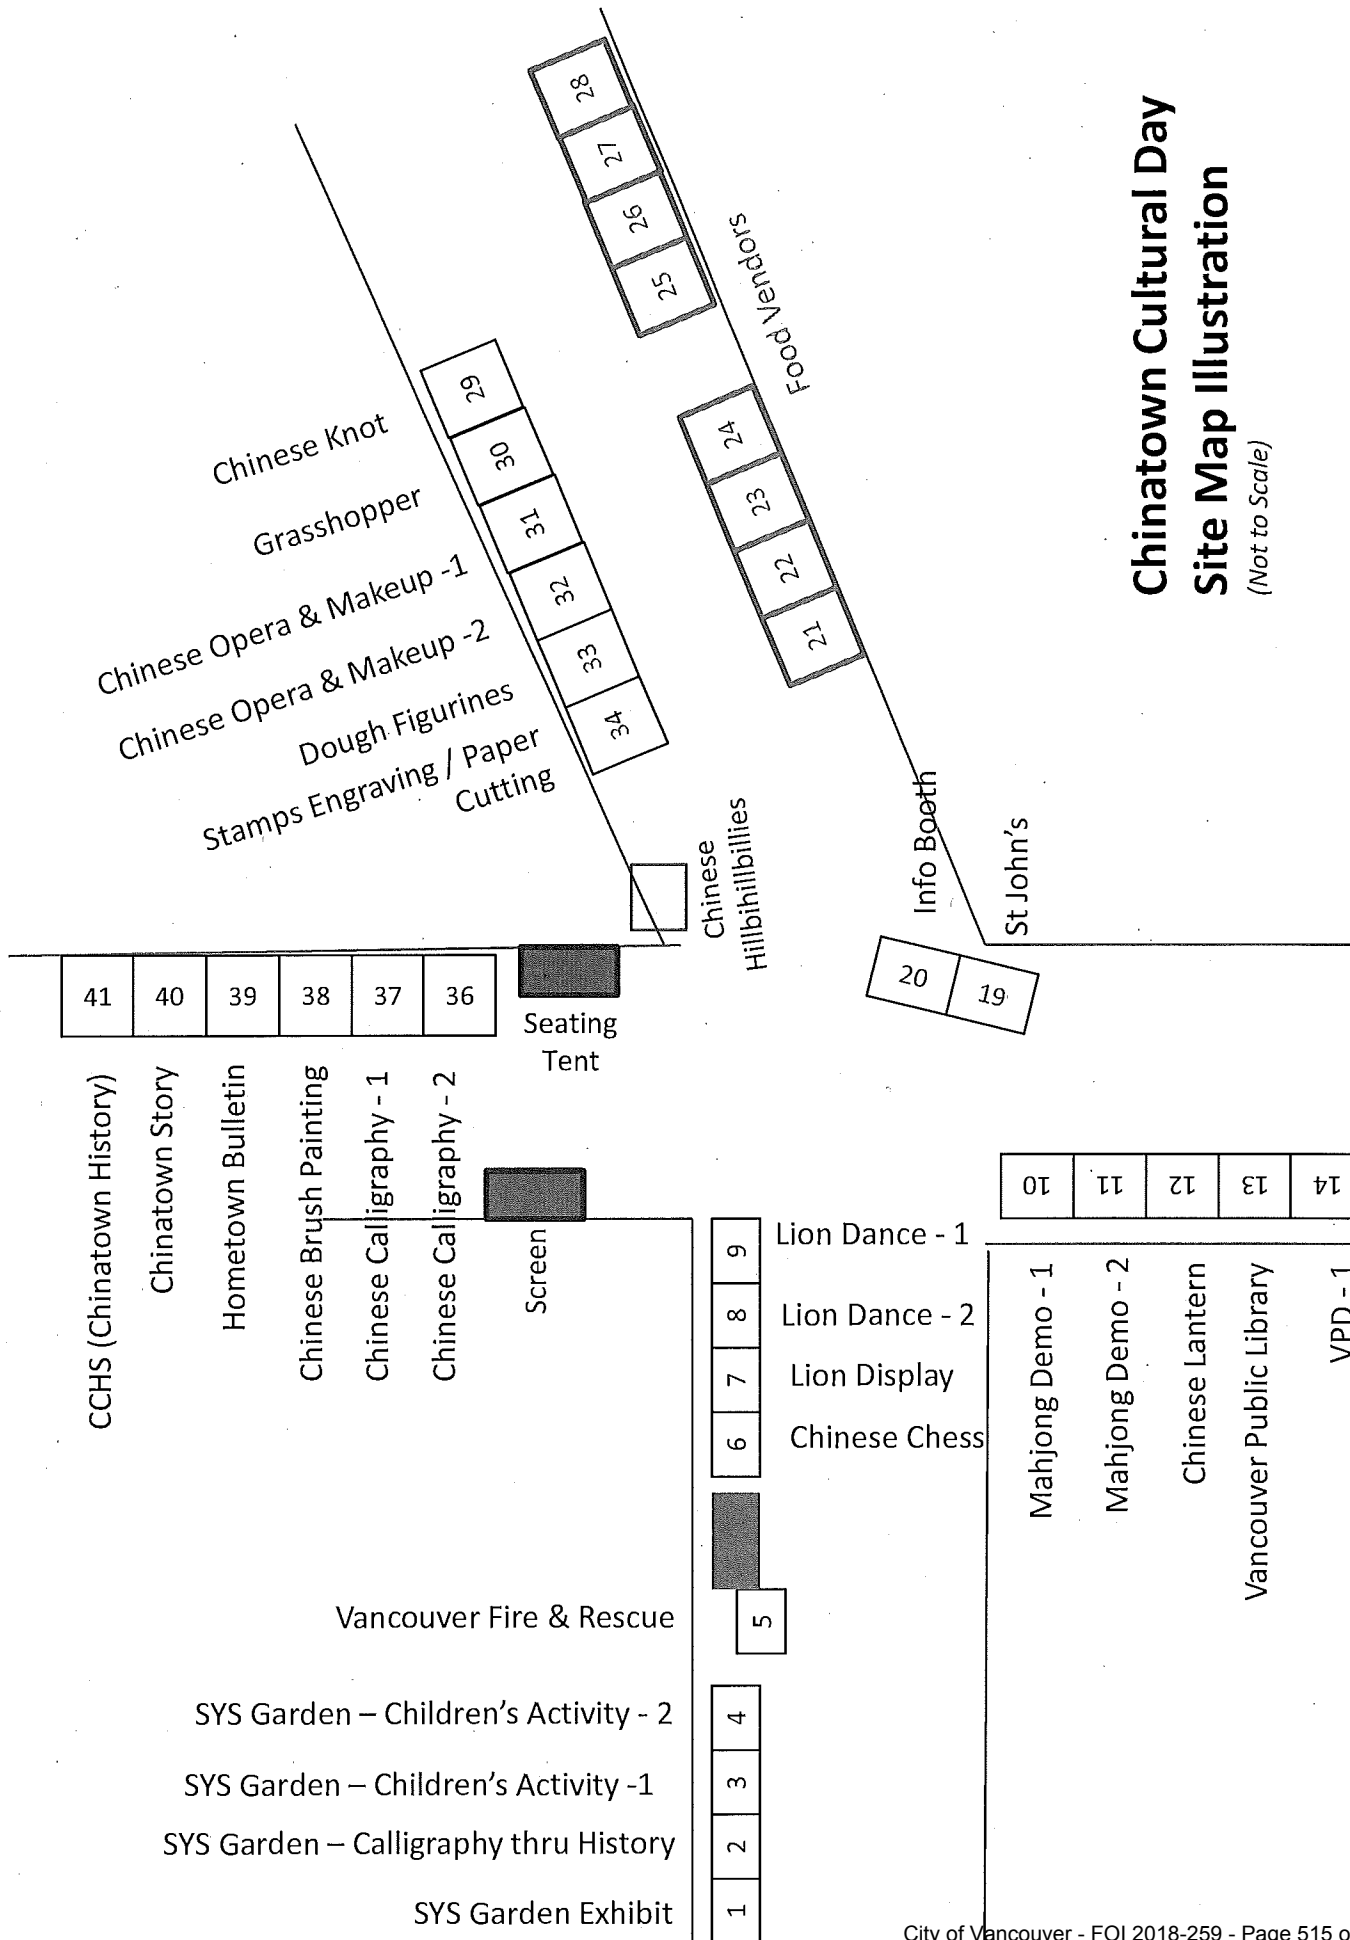 Chinatown Cultural Day
Site Map Illustration
(Not to Scale)
28
27
26
25
Food Vendors
24
23
22
21
Chinese Knot
Grasshopper
Chinese Opera & Makeup -1
Chinese Opera & Makeup -2
Dough Figurines
Stamps Engraving / Paper
Cutting
29
30
31
32
33
34
Chinese
Hillbihillbillies
Info Booth
St John's
20
19
41
40
39
38
37
36
Seating
Tent
CCHS (Chinatown History)
Chinatown Story
Hometown Bulletin
Chinese Brush Painting
Chinese Calligraphy - 1
Chinese Calligraphy - 2
Screen
9
Lion Dance - 1
8
Lion Dance - 2
7
Lion Display
6
Chinese Chess
10
11
12
13
14
Mahjong Demo - 1
Mahjong Demo - 2
Chinese Lantern
Vancouver Public Library
VPD - 1
Vancouver Fire & Rescue
5
SYS Garden – Children's Activity - 2
4
SYS Garden – Children's Activity -1
3
SYS Garden – Calligraphy thru History
2
SYS Garden Exhibit
1
City of Vancouver - FOI 2018-259 - Page 515 o